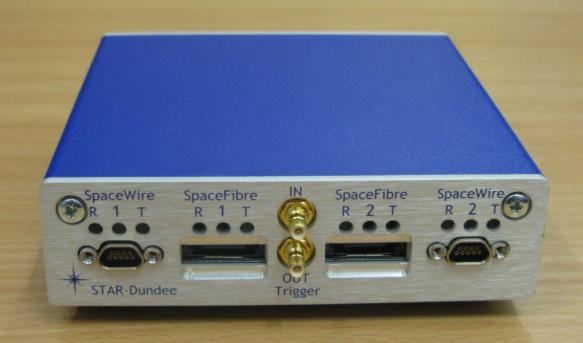 SpaceWire
R 1 T
SpaceFibre
R 1 T
IN
OUT
Trigger
SpaceFibre
R 2 T
SpaceWire
R 2 T
STAR-Dundee